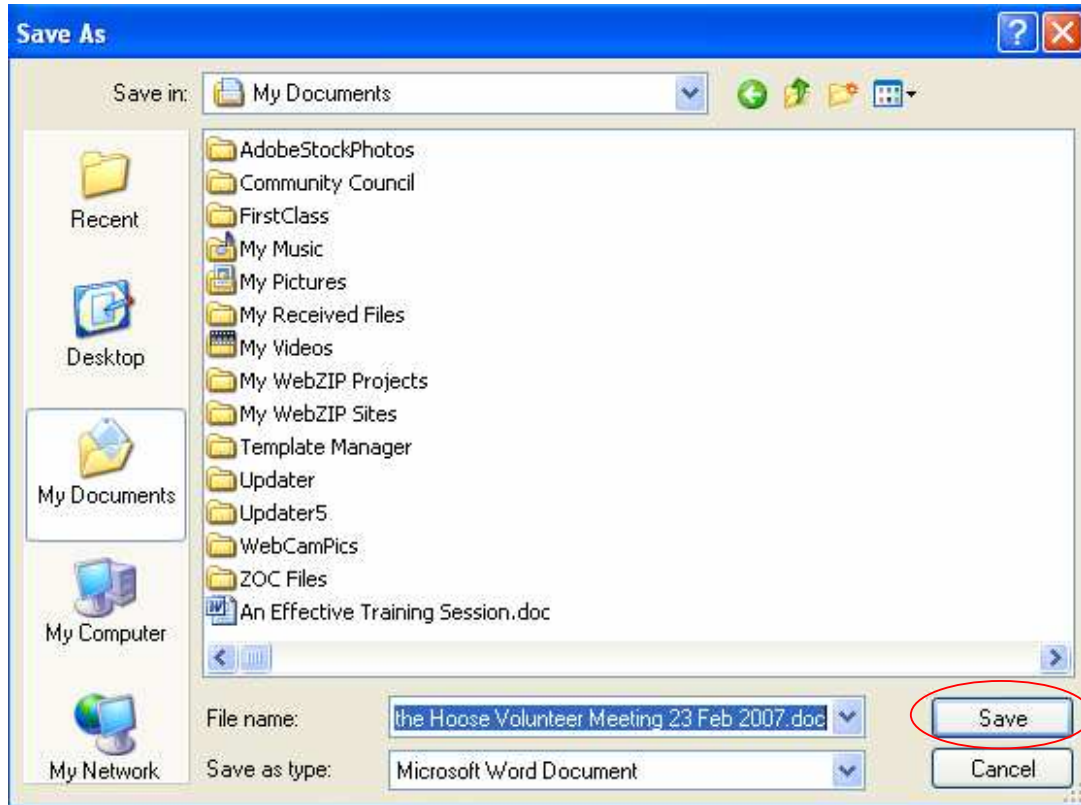 Save As
Save in: My Documents
Recent
Desktop
My Documents
My Computer
My Network
AdobeStockPhotos
Community Council
FirstClass
My Music
My Pictures
My Received Files
My Videos
My WebZIP Projects
My WebZIP Sites
Template Manager
Updater
Updater5
WebCamPics
ZOC Files
An Effective Training Session.doc
File name: the Hoose Volunteer Meeting 23 Feb 2007.doc
Save
Save as type: Microsoft Word Document
Cancel